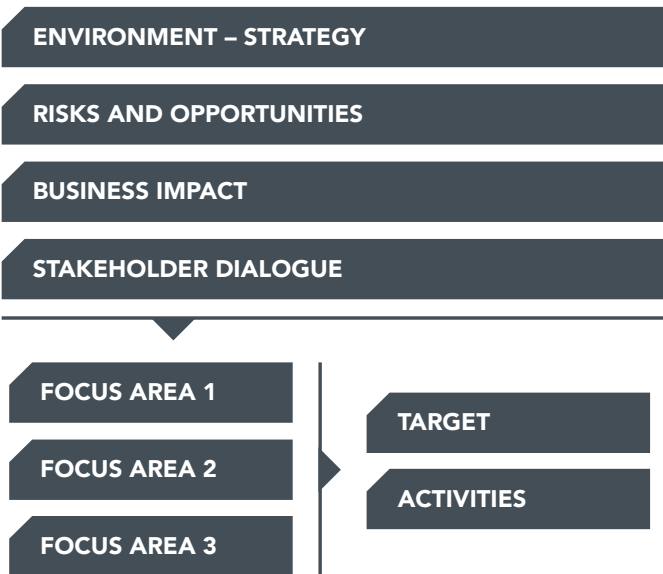 ENVIRONMENT – STRATEGY
RISKS AND OPPORTUNITIES
BUSINESS IMPACT
STAKEHOLDER DIALOGUE
FOCUS AREA 1
FOCUS AREA 2
FOCUS AREA 3
TARGET
ACTIVITIES